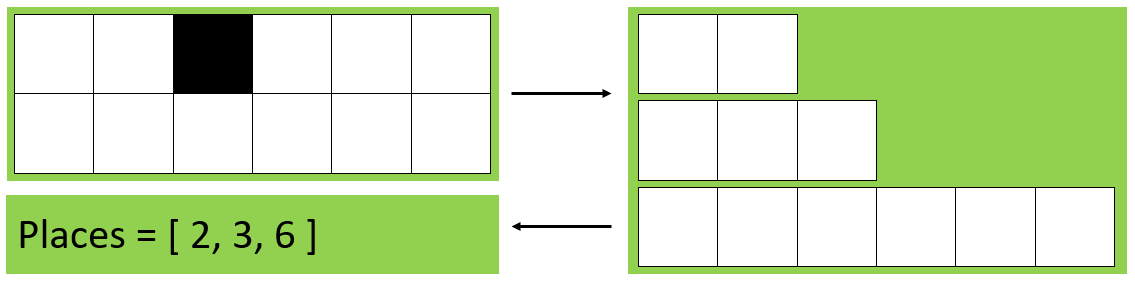 Places = [ 2, 3, 6 ]